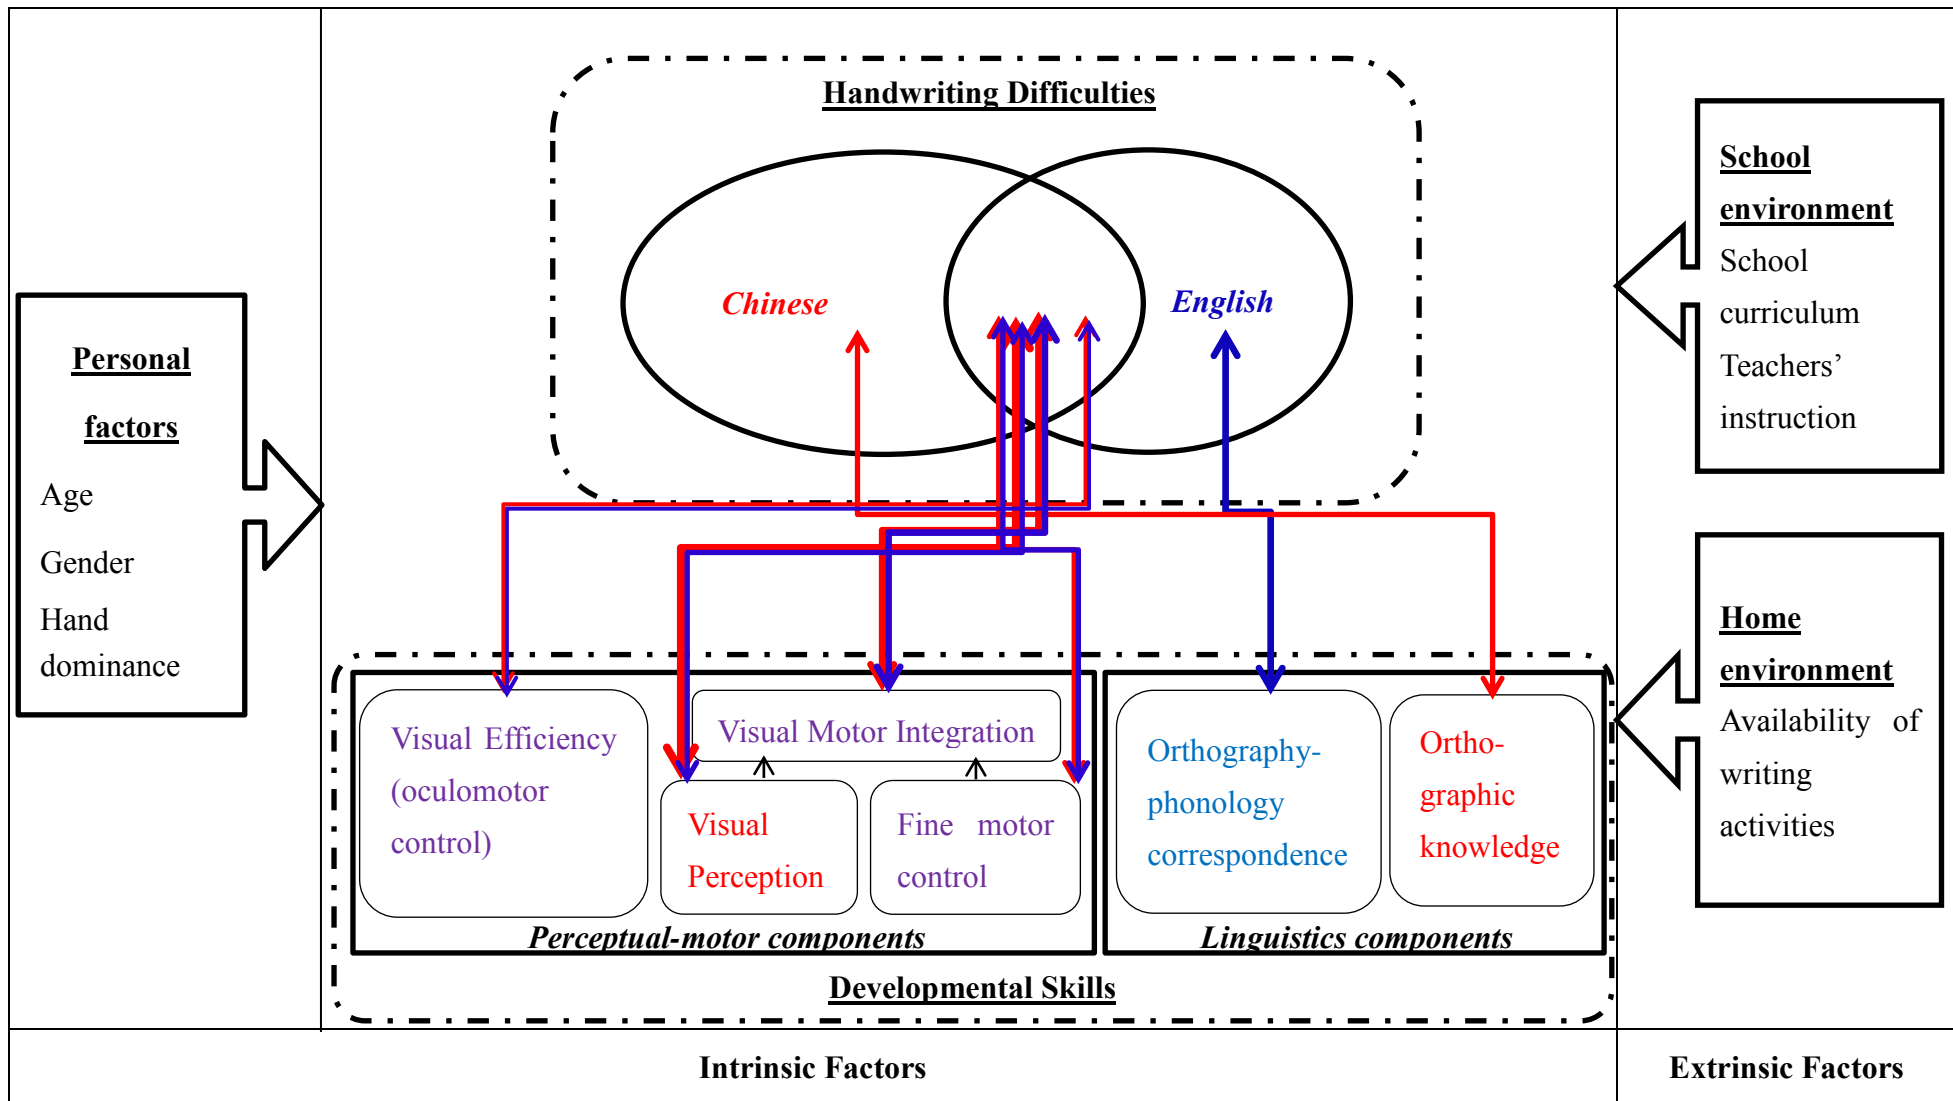 Handwriting Difficulties
Chinese
English
Personal
factors
Age
Gender
Hand
dominance
School
environment
School
curriculum
Teachers’
instruction
Home
environment
Availability of
writing
activities
Visual Efficiency
(oculomotor
control)
Visual Motor Integration
Visual
Perception
Fine motor
control
Perceptual-motor components
Orthography-
phonology
correspondence
Ortho-
graphic
knowledge
Linguistics components
Developmental Skills
Intrinsic Factors
Extrinsic Factors